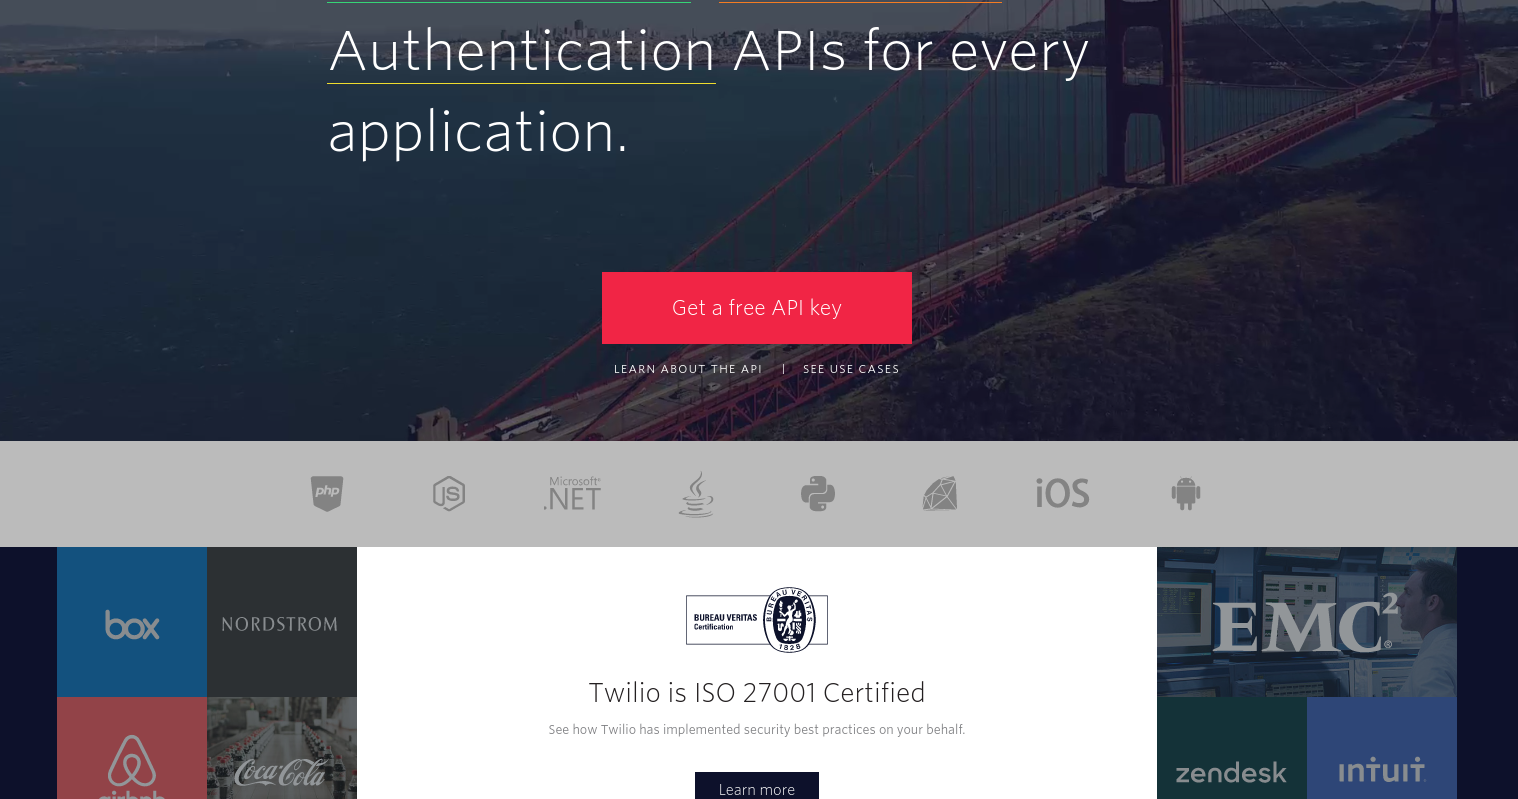 Authentication APIs for every
application.
Get a free API key
LEARN ABOUT THE API | SEE USE CASES
php
JS
Microsoft®
.NET
iOS
box
NORDSTROM
BUREAU VERITAS
Certification
BUREAU VERITAS
1828
EMC²®
Twilio is ISO 27001 Certified
See how Twilio has implemented security best practices on your behalf.
airbnb
Coca-Cola
zendesk
intuit
Learn more